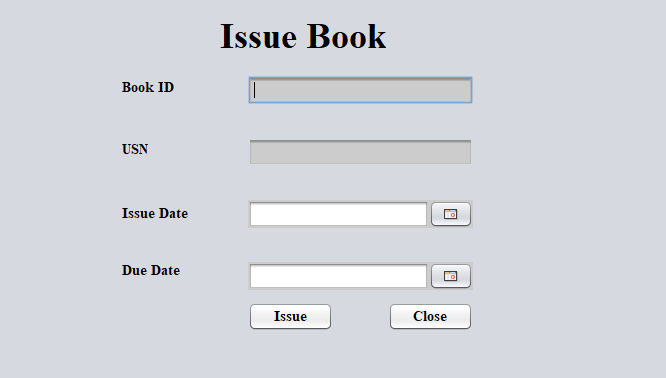 Issue Book
Book ID
USN
Issue Date
Due Date
Issue Close